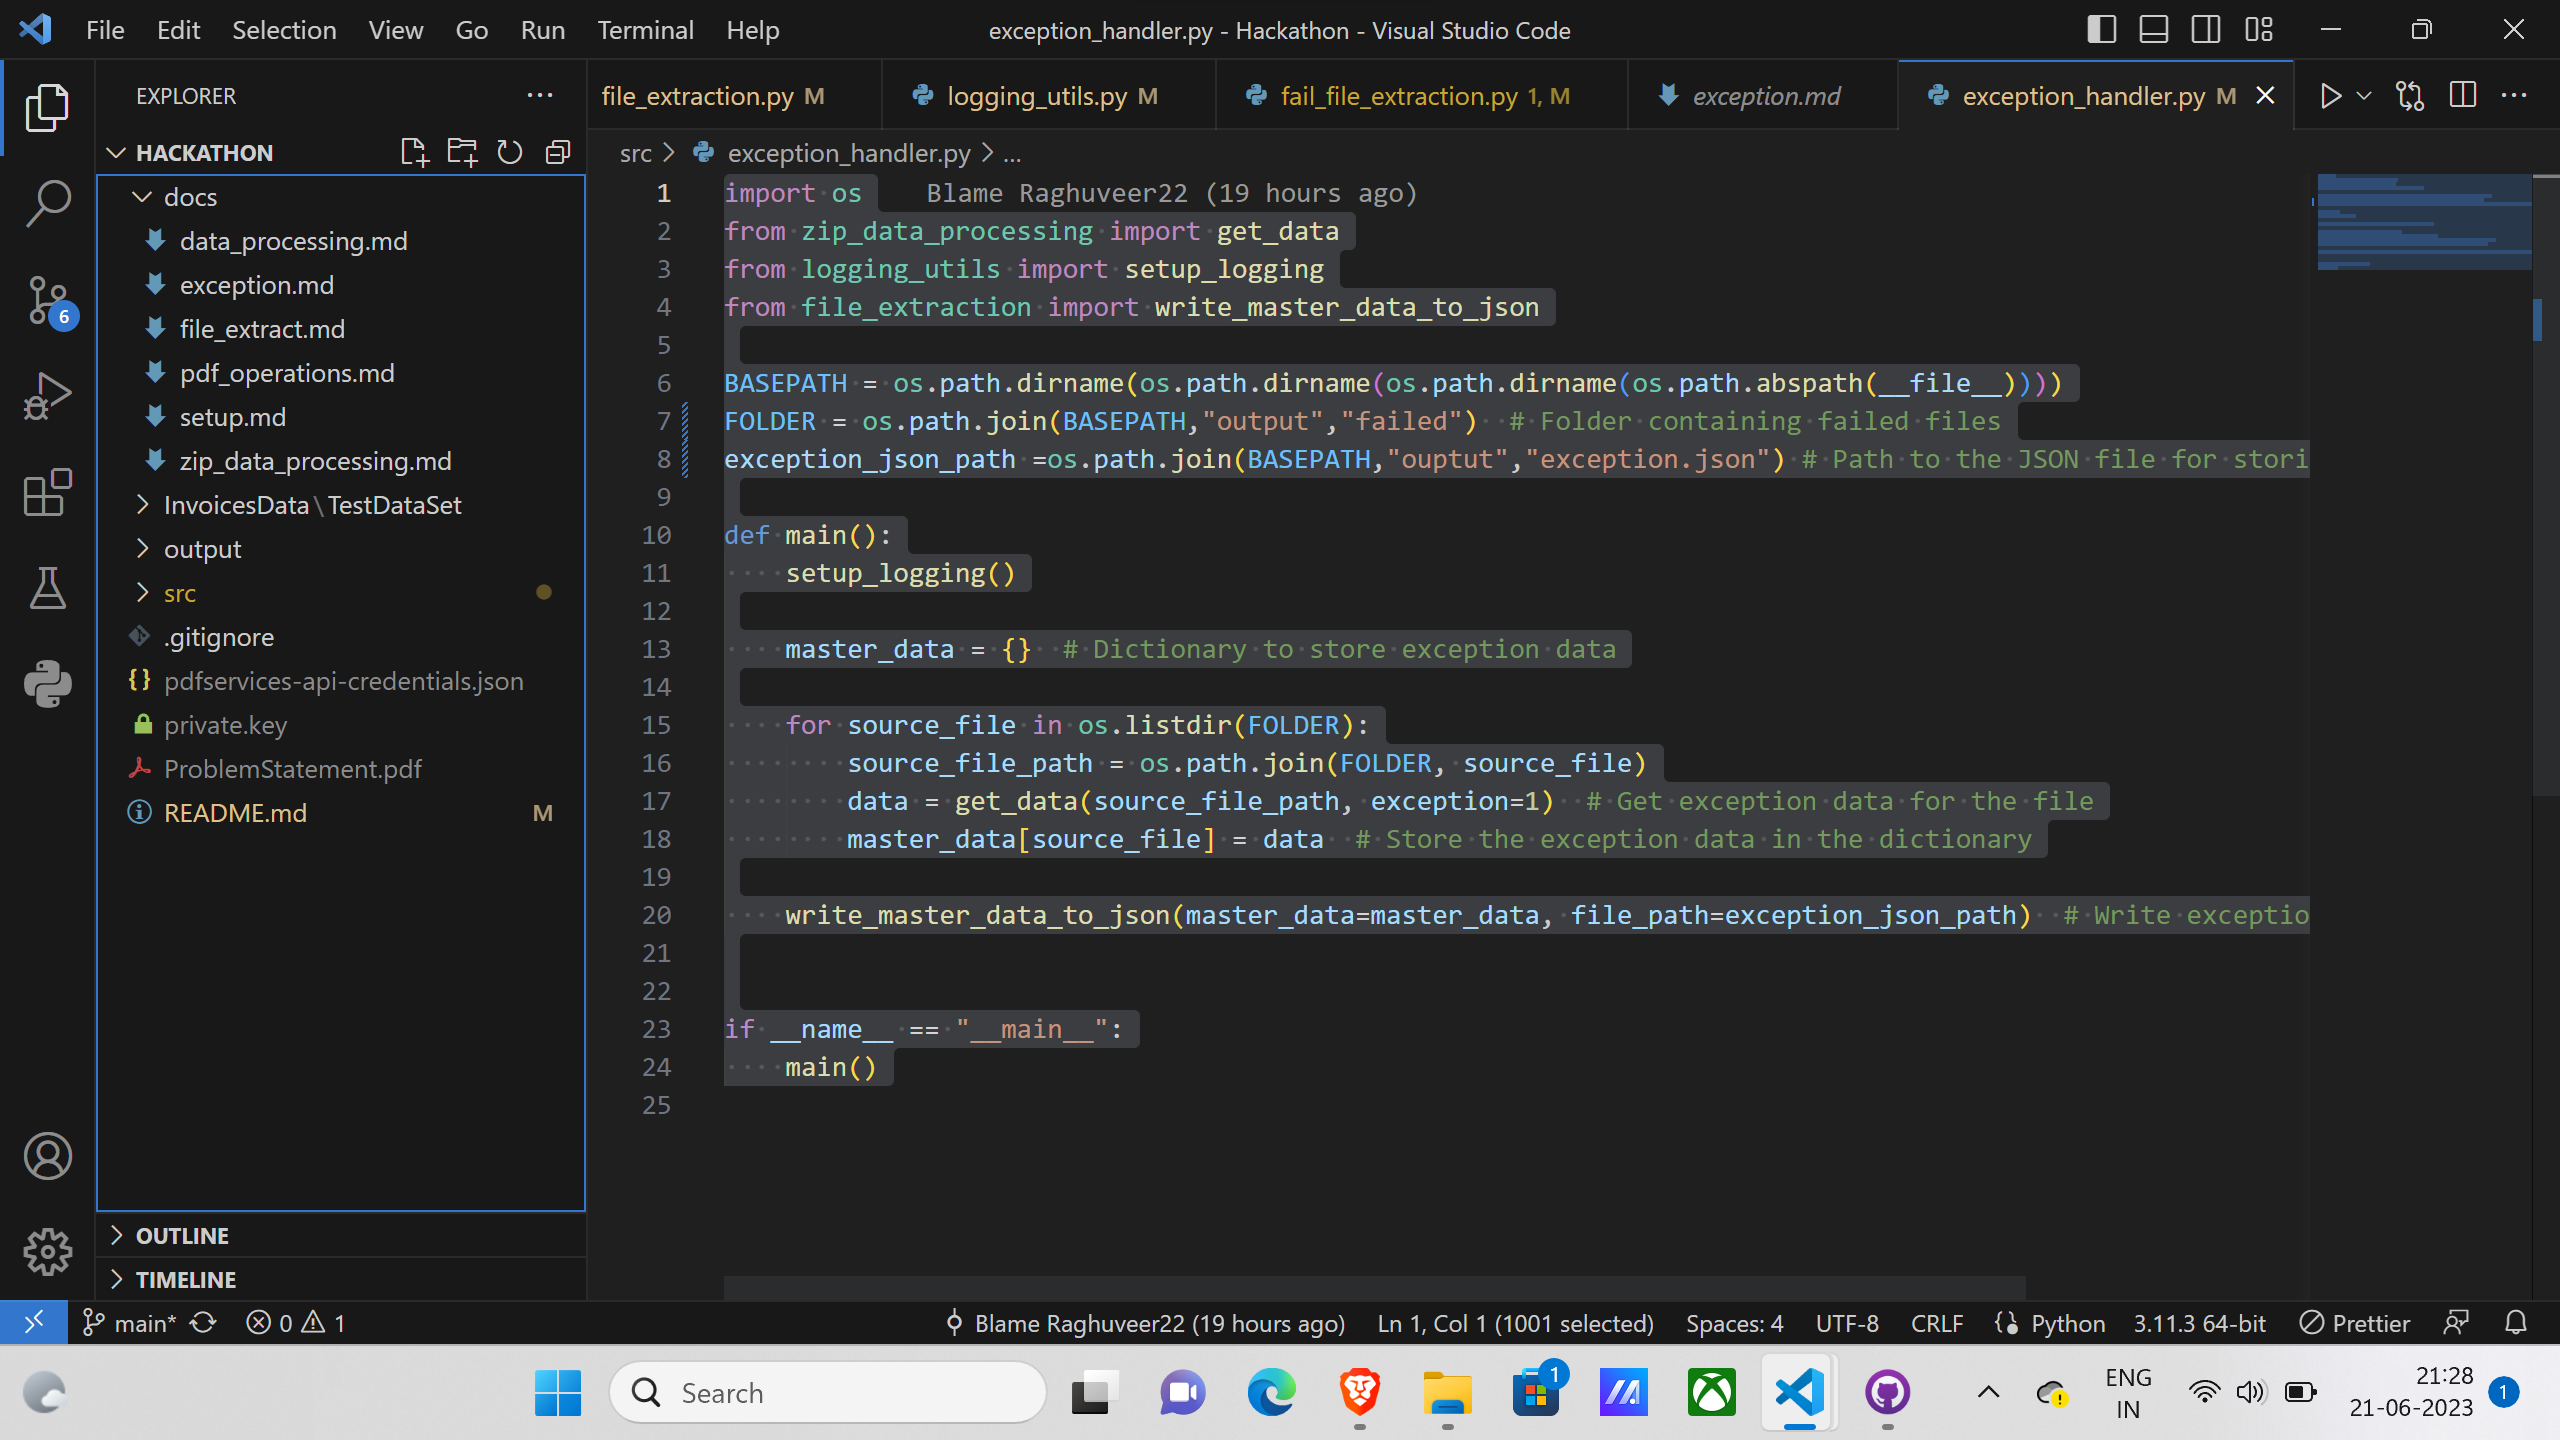 File Edit Selection View Go Run Terminal Help
exception_handler.py - Hackathon - Visual Studio Code
EXPLORER
HACKATHON
docs
data_processing.md
exception.md
file_extract.md
pdf_operations.md
setup.md
zip_data_processing.md
InvoicesData\TestDataSet
output
src
.gitignore
pdfservices-api-credentials.json
private.key
ProblemStatement.pdf
README.md M
OUTLINE
TIMELINE
6
file_extraction.py M
logging_utils.py M
fail_file_extraction.py 1, M
exception.md
exception_handler.py M
src > exception_handler.py > ...
1 import os Blame Raghuveer22 (19 hours ago)
2 from zip_data_processing import get_data
3 from logging_utils import setup_logging
4 from file_extraction import write_master_data_to_json
5
6 BASEPATH = os.path.dirname(os.path.dirname(os.path.dirname(os.path.abspath(__file__))))
7 FOLDER = os.path.join(BASEPATH,"output","failed")  # Folder containing failed files
8 exception_json_path =os.path.join(BASEPATH,"ouptut","exception.json") # Path to the JSON file for stori
9
10 def main():
11     setup_logging()
12
13     master_data = {}  # Dictionary to store exception data
14
15     for source_file in os.listdir(FOLDER):
16         source_file_path = os.path.join(FOLDER, source_file)
17         data = get_data(source_file_path, exception=1)  # Get exception data for the file
18         master_data[source_file] = data  # Store the exception data in the dictionary
19
20     write_master_data_to_json(master_data=master_data, file_path=exception_json_path)  # Write exceptio
21
22
23 if __name__ == "__main__":
24     main()
25
main* 0 1 Blame Raghuveer22 (19 hours ago) Ln 1, Col 1 (1001 selected) Spaces: 4 UTF-8 CRLF Python 3.11.3 64-bit Prettier
Search
1
ENG
IN
21:28
21-06-2023
1